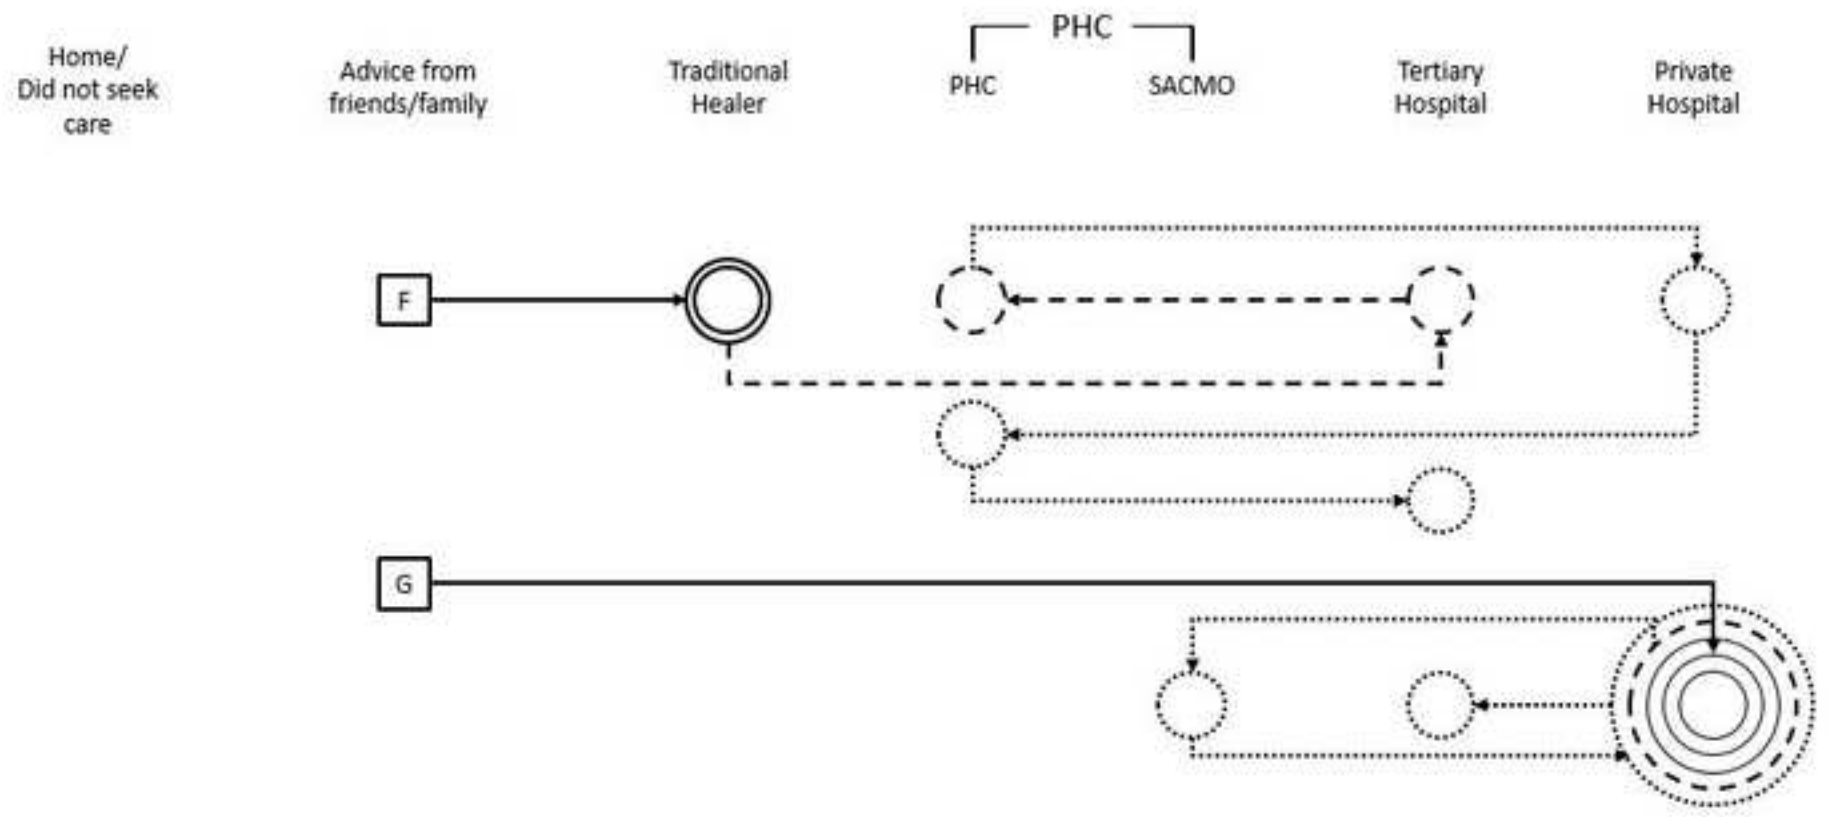 PHC
Home/
Did not seek
care
Advice from
friends/family
Traditional
Healer
PHC
SACMO
Tertiary
Hospital
Private
Hospital
F
G